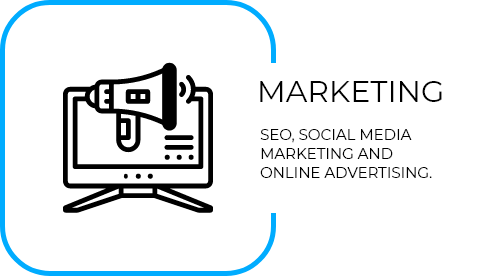 MARKETING
SEO, SOCIAL MEDIA
MARKETING AND
ONLINE ADVERTISING.